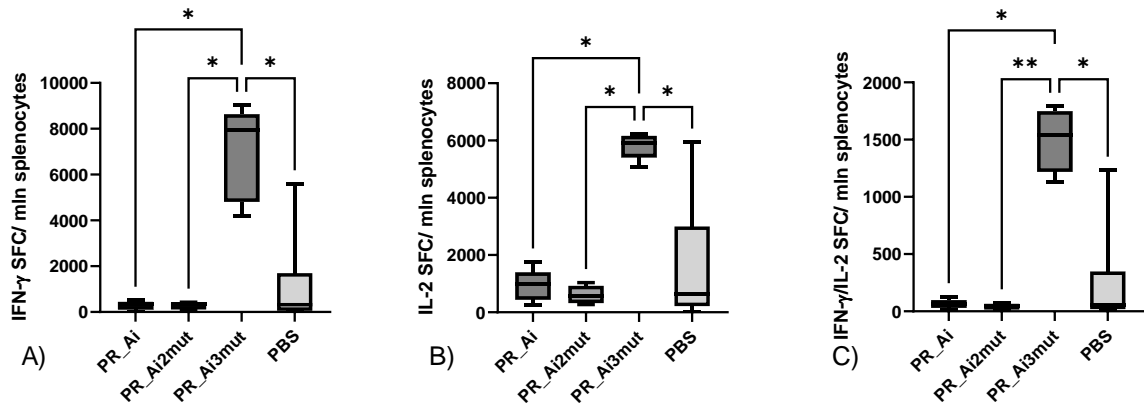 *
* *
10000
8000
6000
4000
2000
0
IFN-γ SFC/ mln splenocytes
PR_Ai
PR_Ai2mut
PR_Ai3mut
PBS
A)
*
* *
8000
6000
4000
2000
0
IL-2 SFC/ mln splenocytes
PR_Ai
PR_Ai2mut
PR_Ai3mut
PBS
B)
*
** *
2000
1500
1000
500
0
IFN-γ/IL-2 SFC/ mln splenocytes
PR_Ai
PR_Ai2mut
PR_Ai3mut
PBS
C)